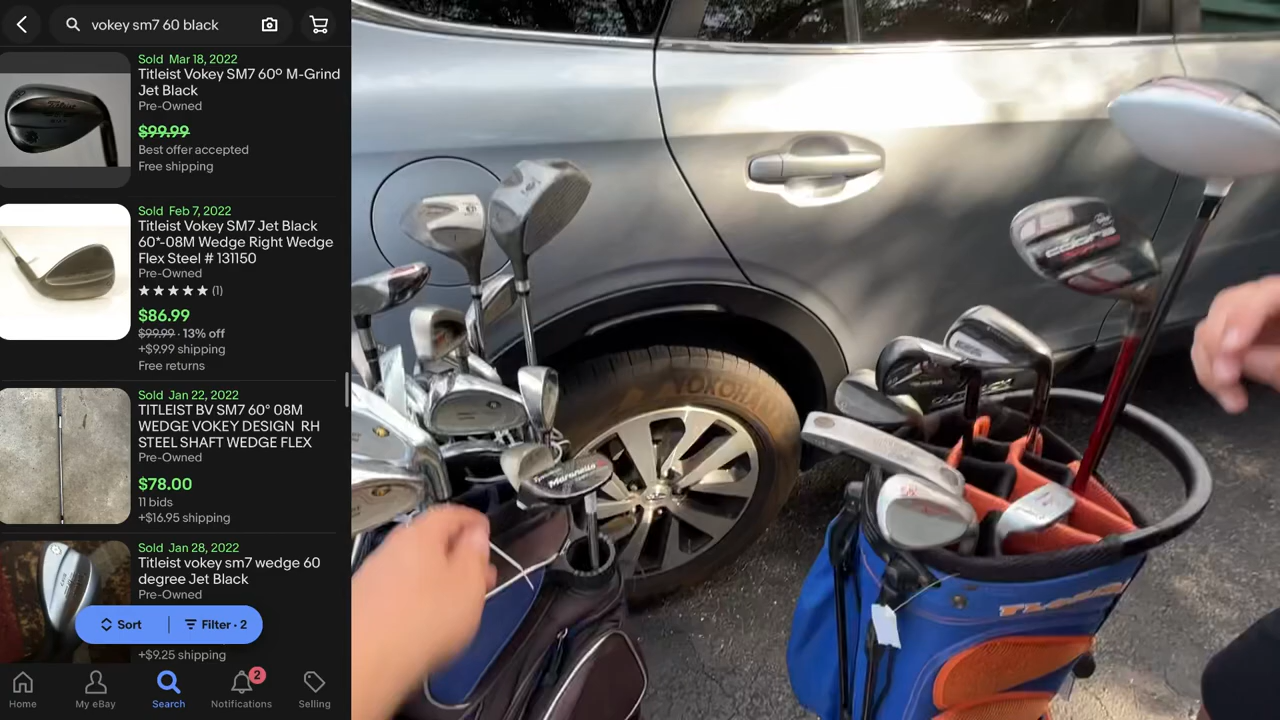 vokey sm7 60 black
Sold Mar 18, 2022
Titleist Vokey SM7 60º M-Grind
Jet Black
Pre-Owned
$99.99
Best offer accepted
Free shipping
Sold Feb 7, 2022
Titleist Vokey SM7 Jet Black
60*-08M Wedge Right Wedge
Flex Steel # 131150
Pre-Owned
★★★★★ (1)
$86.99
$99.99 · 13% off
+$9.99 shipping
Free returns
Sold Jan 22, 2022
TITLEIST BV SM7 60° 08M
WEDGE VOKEY DESIGN RH
STEEL SHAFT WEDGE FLEX
Pre-Owned
$78.00
11 bids
+$16.95 shipping
Sold Jan 28, 2022
Titleist vokey sm7 wedge 60
degree Jet Black
Pre-Owned
Sort
Filter · 2
+$9.25 shipping
2
Home
My eBay
Search
Notifications
Selling
YOKOHAMA
cobra
Maranello